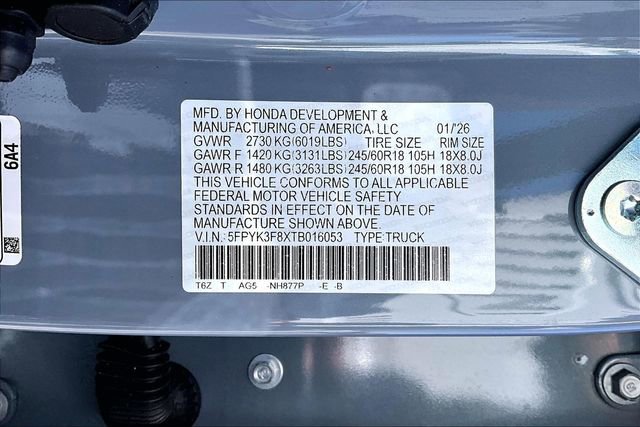 MFD. BY HONDA DEVELOPMENT &
MANUFACTURING OF AMERICA, LLC 01/'26
GVWR 2730 KG(6019LBS) TIRE SIZE RIM SIZE
GAWR F 1420 KG(3131LBS) 245/60R18 105H 18X8.0J
GAWR R 1480 KG(3263LBS) 245/60R18 105H 18X8.0J
THIS VEHICLE CONFORMS TO ALL APPLICABLE
FEDERAL MOTOR VEHICLE SAFETY
STANDARDS IN EFFECT ON THE DATE OF
MANUFACTURE SHOWN ABOVE.
V.I.N.: 5FPYK3F8XTB016053 TYPE:TRUCK
T6Z T AG5 -NH877P -E -B
6A4